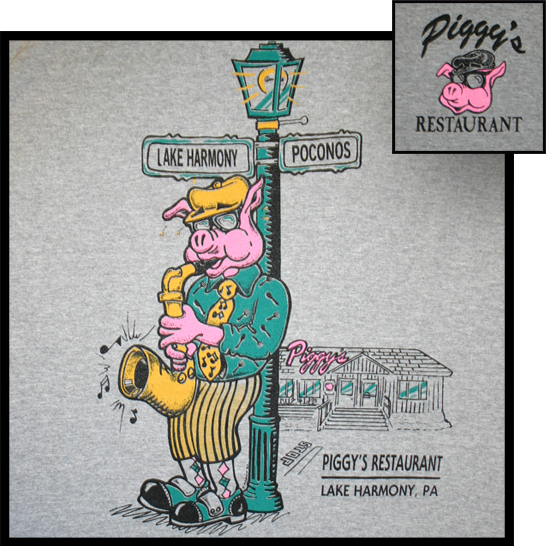 Piggy's
RESTAURANT
LAKE HARMONY
POCONOS
Piggy's
PIGGY'S RESTAURANT
LAKE HARMONY, PA